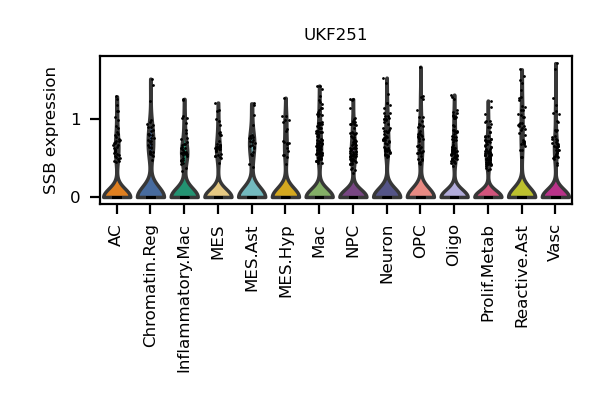 UKF251
SSB expression
1
0
AC
Chromatin.Reg
Inflammatory.Mac
MES
MES.Ast
MES.Hyp
Mac
NPC
Neuron
OPC
Oligo
Prolif.Metab
Reactive.Ast
Vasc